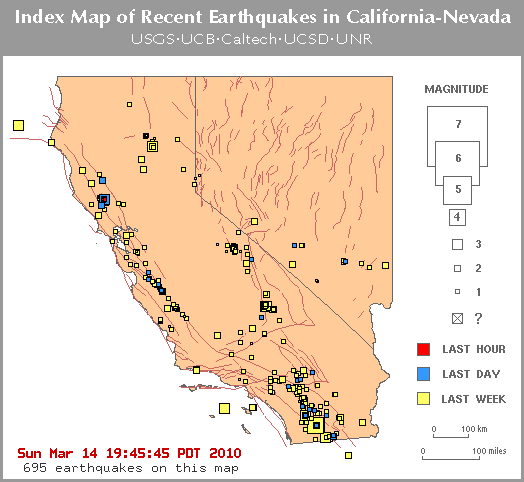 Index Map of Recent Earthquakes in California-Nevada
USGS·UCB·Caltech·UCSD·UNR
MAGNITUDE
7
6
5
4
3
2
1
?
LAST HOUR
LAST DAY
LAST WEEK
0 100 km
0 100 miles
Sun Mar 14 19:45:45 PDT 2010
695 earthquakes on this map